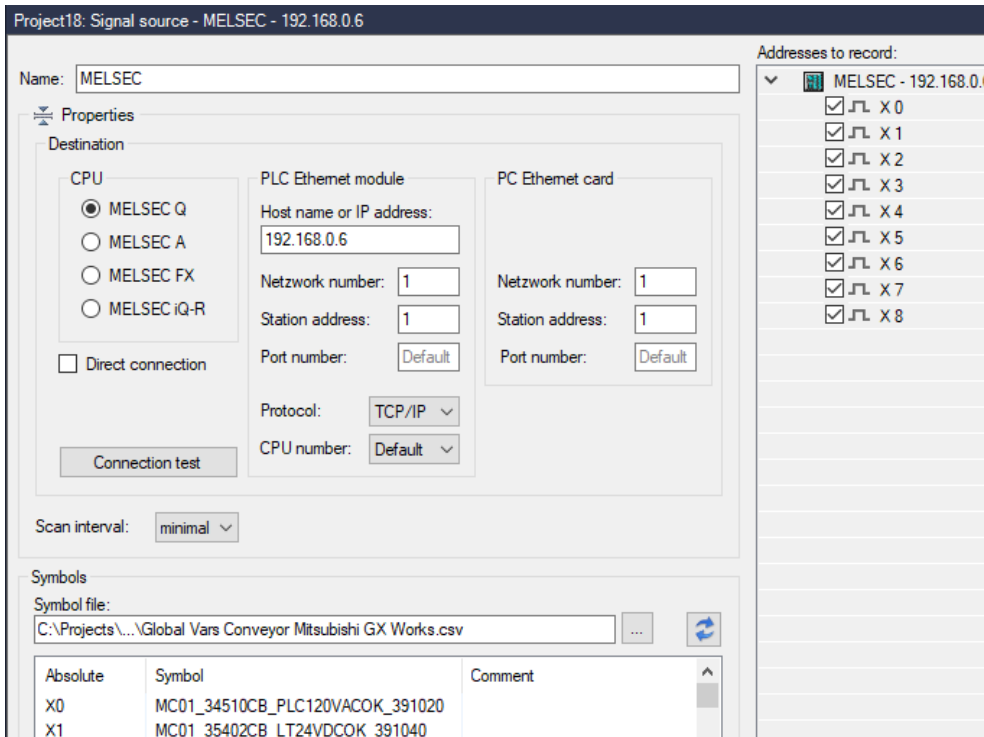 Project18: Signal source - MELSEC - 192.168.0.6
Name: MELSEC
Properties
Destination
CPU
MELSEC Q
MELSEC A
MELSEC FX
MELSEC iQ-R
Direct connection
Connection test
PLC Ethernet module
Host name or IP address:
192.168.0.6
Netzwork number: 1
Station address: 1
Port number: Default
Protocol: TCP/IP
CPU number: Default
PC Ethernet card
Netzwork number: 1
Station address: 1
Port number: Default
Scan interval: minimal
Symbols
Symbol file:
C:\Projects\...\Global Vars Conveyor Mitsubishi GX Works.csv ...
Absolute Symbol Comment
X0 MC01_34510CB_PLC120VACOK_391020
X1 MC01_35402CB_LT24VDCOK_391040
Addresses to record:
MELSEC - 192.168.0.
X 0
X 1
X 2
X 3
X 4
X 5
X 6
X 7
X 8